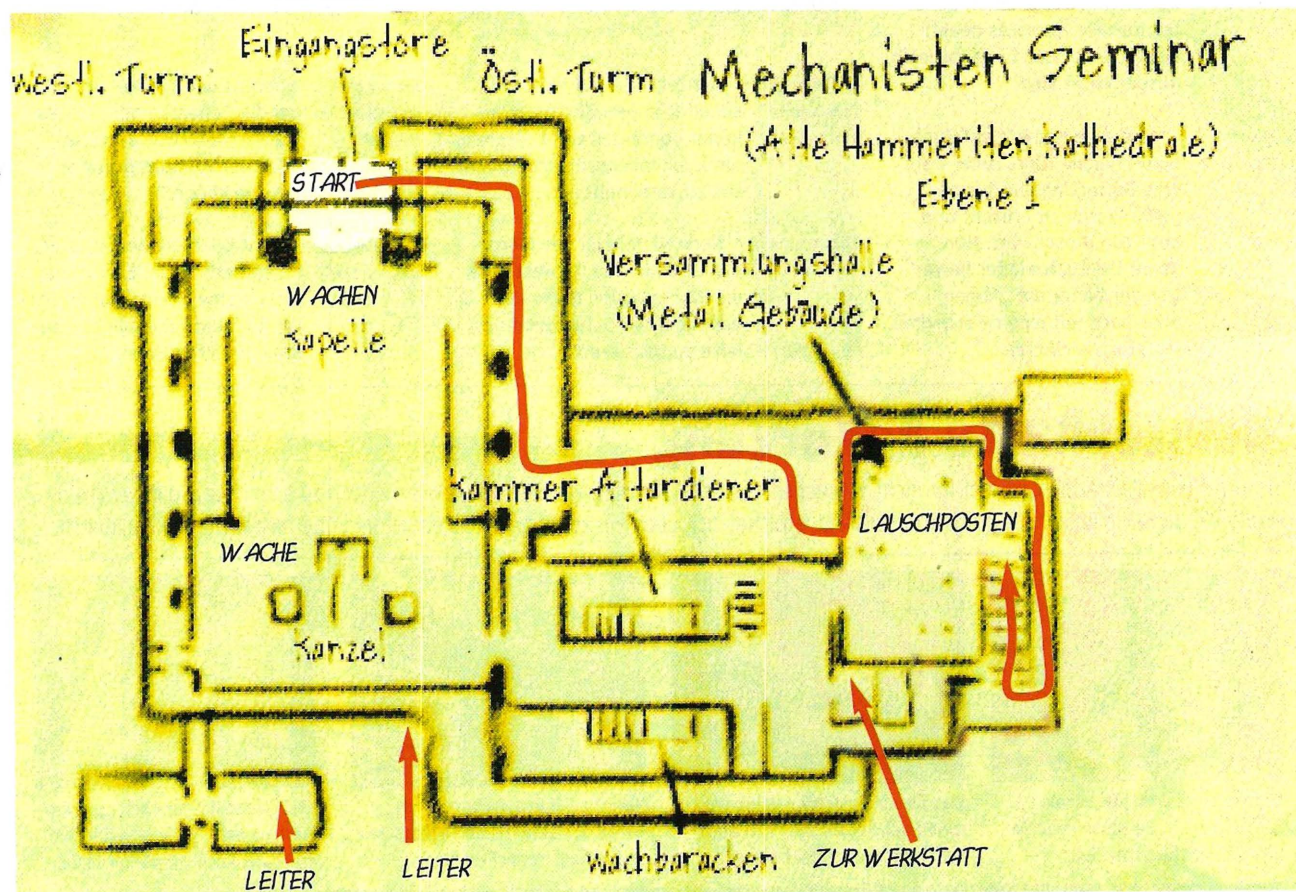 Eingangstore
westl. Turm
Östl. Turm
Mechanisten Seminar
(Alte Hammeriten Kathedrale)
Ebene 1
START
Versammlungshalle
(Metall Gebäude)
WACHEN
Kapelle
Kammer Altardiener
LAUSCHPOSTEN
WACHE
Kanzel
Wachbaracken
ZUR WERKSTATT
LEITER
LEITER